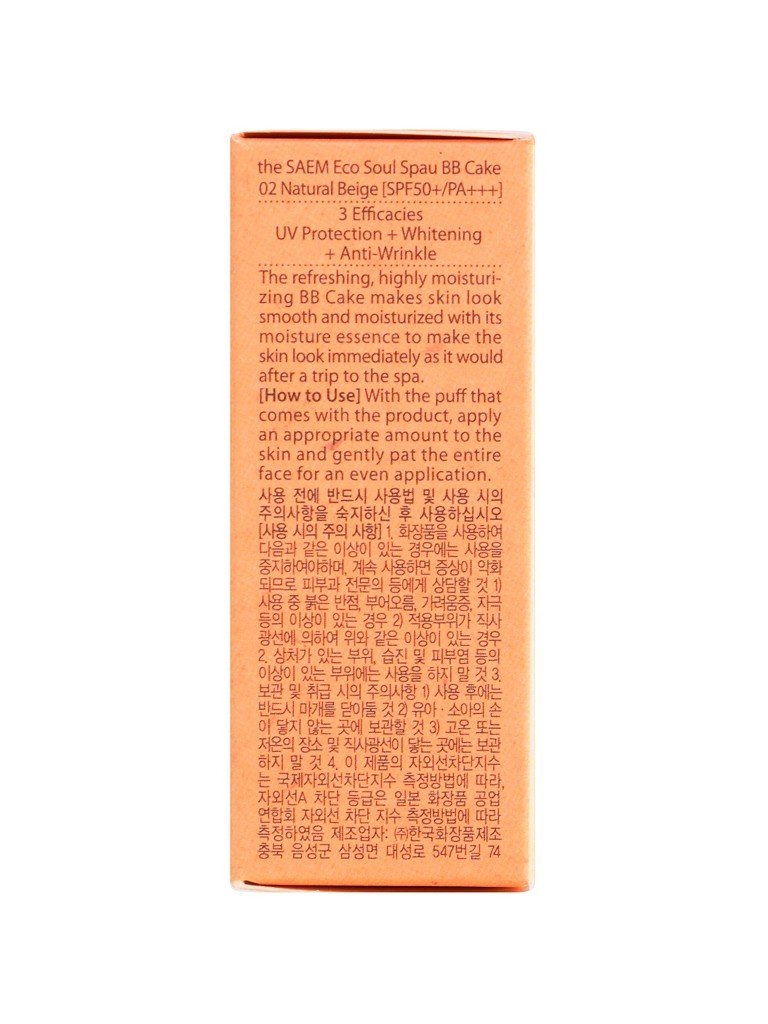 the SAEM Eco Soul Spau BB Cake
02 Natural Beige [SPF50+/PA+++]
3 Efficacies
UV Protection + Whitening
+ Anti-Wrinkle
The refreshing, highly moisturi-
zing BB Cake makes skin look
smooth and moisturized with its
moisture essence to make the
skin look immediately as it would
after a trip to the spa.
[How to Use] With the puff that
comes with the product, apply
an appropriate amount to the
skin and gently pat the entire
face for an even application.
사용 전에 반드시 사용법 및 사용 시의
주의사항을 숙지하신 후 사용하십시오
[사용 시의 주의 사항] 1. 화장품을 사용하여
다음과 같은 이상이 있는 경우에는 사용을
중지하여야하며, 계속 사용하면 증상이 악화
되므로 피부과 전문의 등에게 상담할 것 1)
사용 중 붉은 반점, 부어오름, 가려움증, 자극
등의 이상이 있는 경우 2) 적용부위가 직사
광선에 의하여 위와 같은 이상이 있는 경우
2. 상처가 있는 부위, 습진 및 피부염 등의
이상이 있는 부위에는 사용을 하지 말 것 3.
보관 및 취급 시의 주의사항 1) 사용 후에는
반드시 마개를 닫아둘 것 2) 유아·소아의 손
이 닿지 않는 곳에 보관할 것 3) 고온 또는
저온의 장소 및 직사광선이 닿는 곳에는 보관
하지 말 것 4. 이 제품의 자외선차단지수
는 국제자외선차단지수 측정방법에 따라,
자외선A 차단 등급은 일본 화장품 공업
연합회 자외선 차단 지수 측정방법에 따라
측정하였음 제조업자: ㈜한국화장품제조
충북 음성군 삼성면 대성로 547번길 74